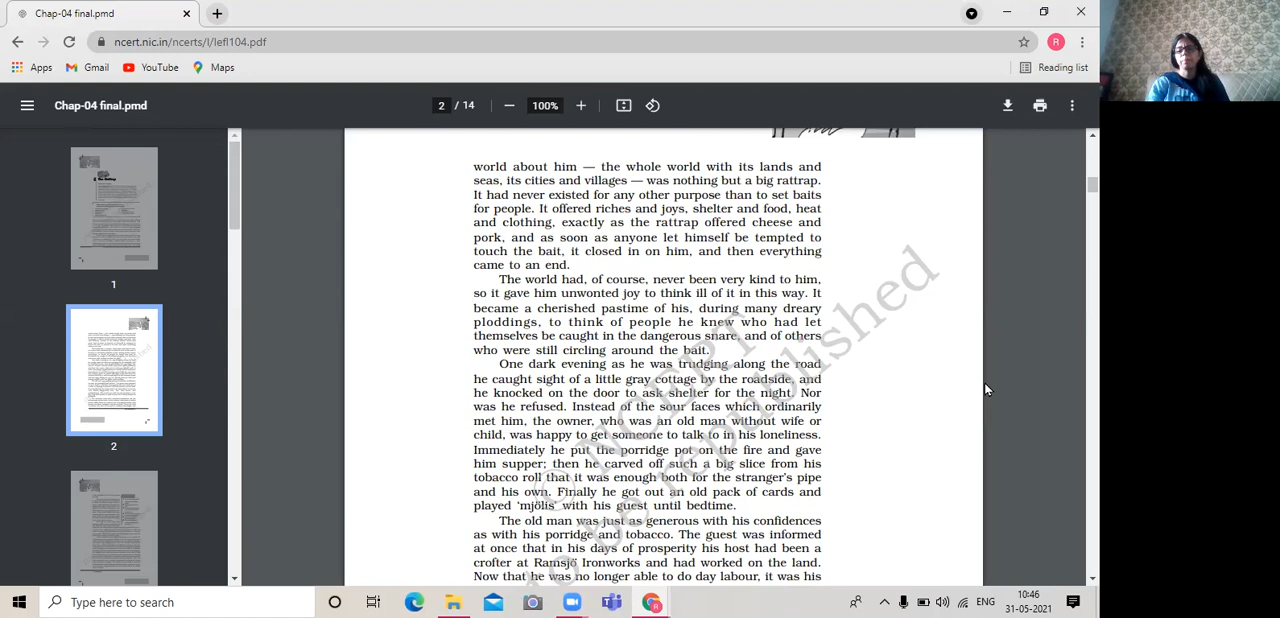 Chap-04 final.pmd
ncert.nic.in/ncerts/l/lefl104.pdf
R
Apps Gmail YouTube Maps Reading list
Chap-04 final.pmd 2 / 14 100%
world about him — the whole world with its lands and
seas, its cities and villages — was nothing but a big rattrap.
It had never existed for any other purpose than to set baits
for people. It offered riches and joys, shelter and food, heat
and clothing, exactly as the rattrap offered cheese and
pork, and as soon as anyone let himself be tempted to
touch the bait, it closed in on him, and then everything
came to an end.
The world had, of course, never been very kind to him,
so it gave him unwonted joy to think ill of it in this way. It
became a cherished pastime of his, during many dreary
ploddings, to think of people he knew who had let
themselves be caught in the dangerous snare, and of others
who were still circling around the bait.
One dark evening as he was trudging along the road
he caught sight of a little gray cottage by the roadside, and
he knocked on the door to ask shelter for the night. Nor
was he refused. Instead of the sour faces which ordinarily
met him, the owner, who was an old man without wife or
child, was happy to get someone to talk to in his loneliness.
Immediately he put the porridge pot on the fire and gave
him supper; then he carved off such a big slice from his
tobacco roll that it was enough both for the stranger's pipe
and his own. Finally he got out an old pack of cards and
played 'mjölis' with his guest until bedtime.
The old man was just as generous with his confidences
as with his porridge and tobacco. The guest was informed
at once that in his days of prosperity his host had been a
crofter at Ramsjö Ironworks and had worked on the land.
Now that he was no longer able to do day labour, it was his
© NCERT
to be republished
1
2
Type here to search
R
ENG
10:46
31-05-2021